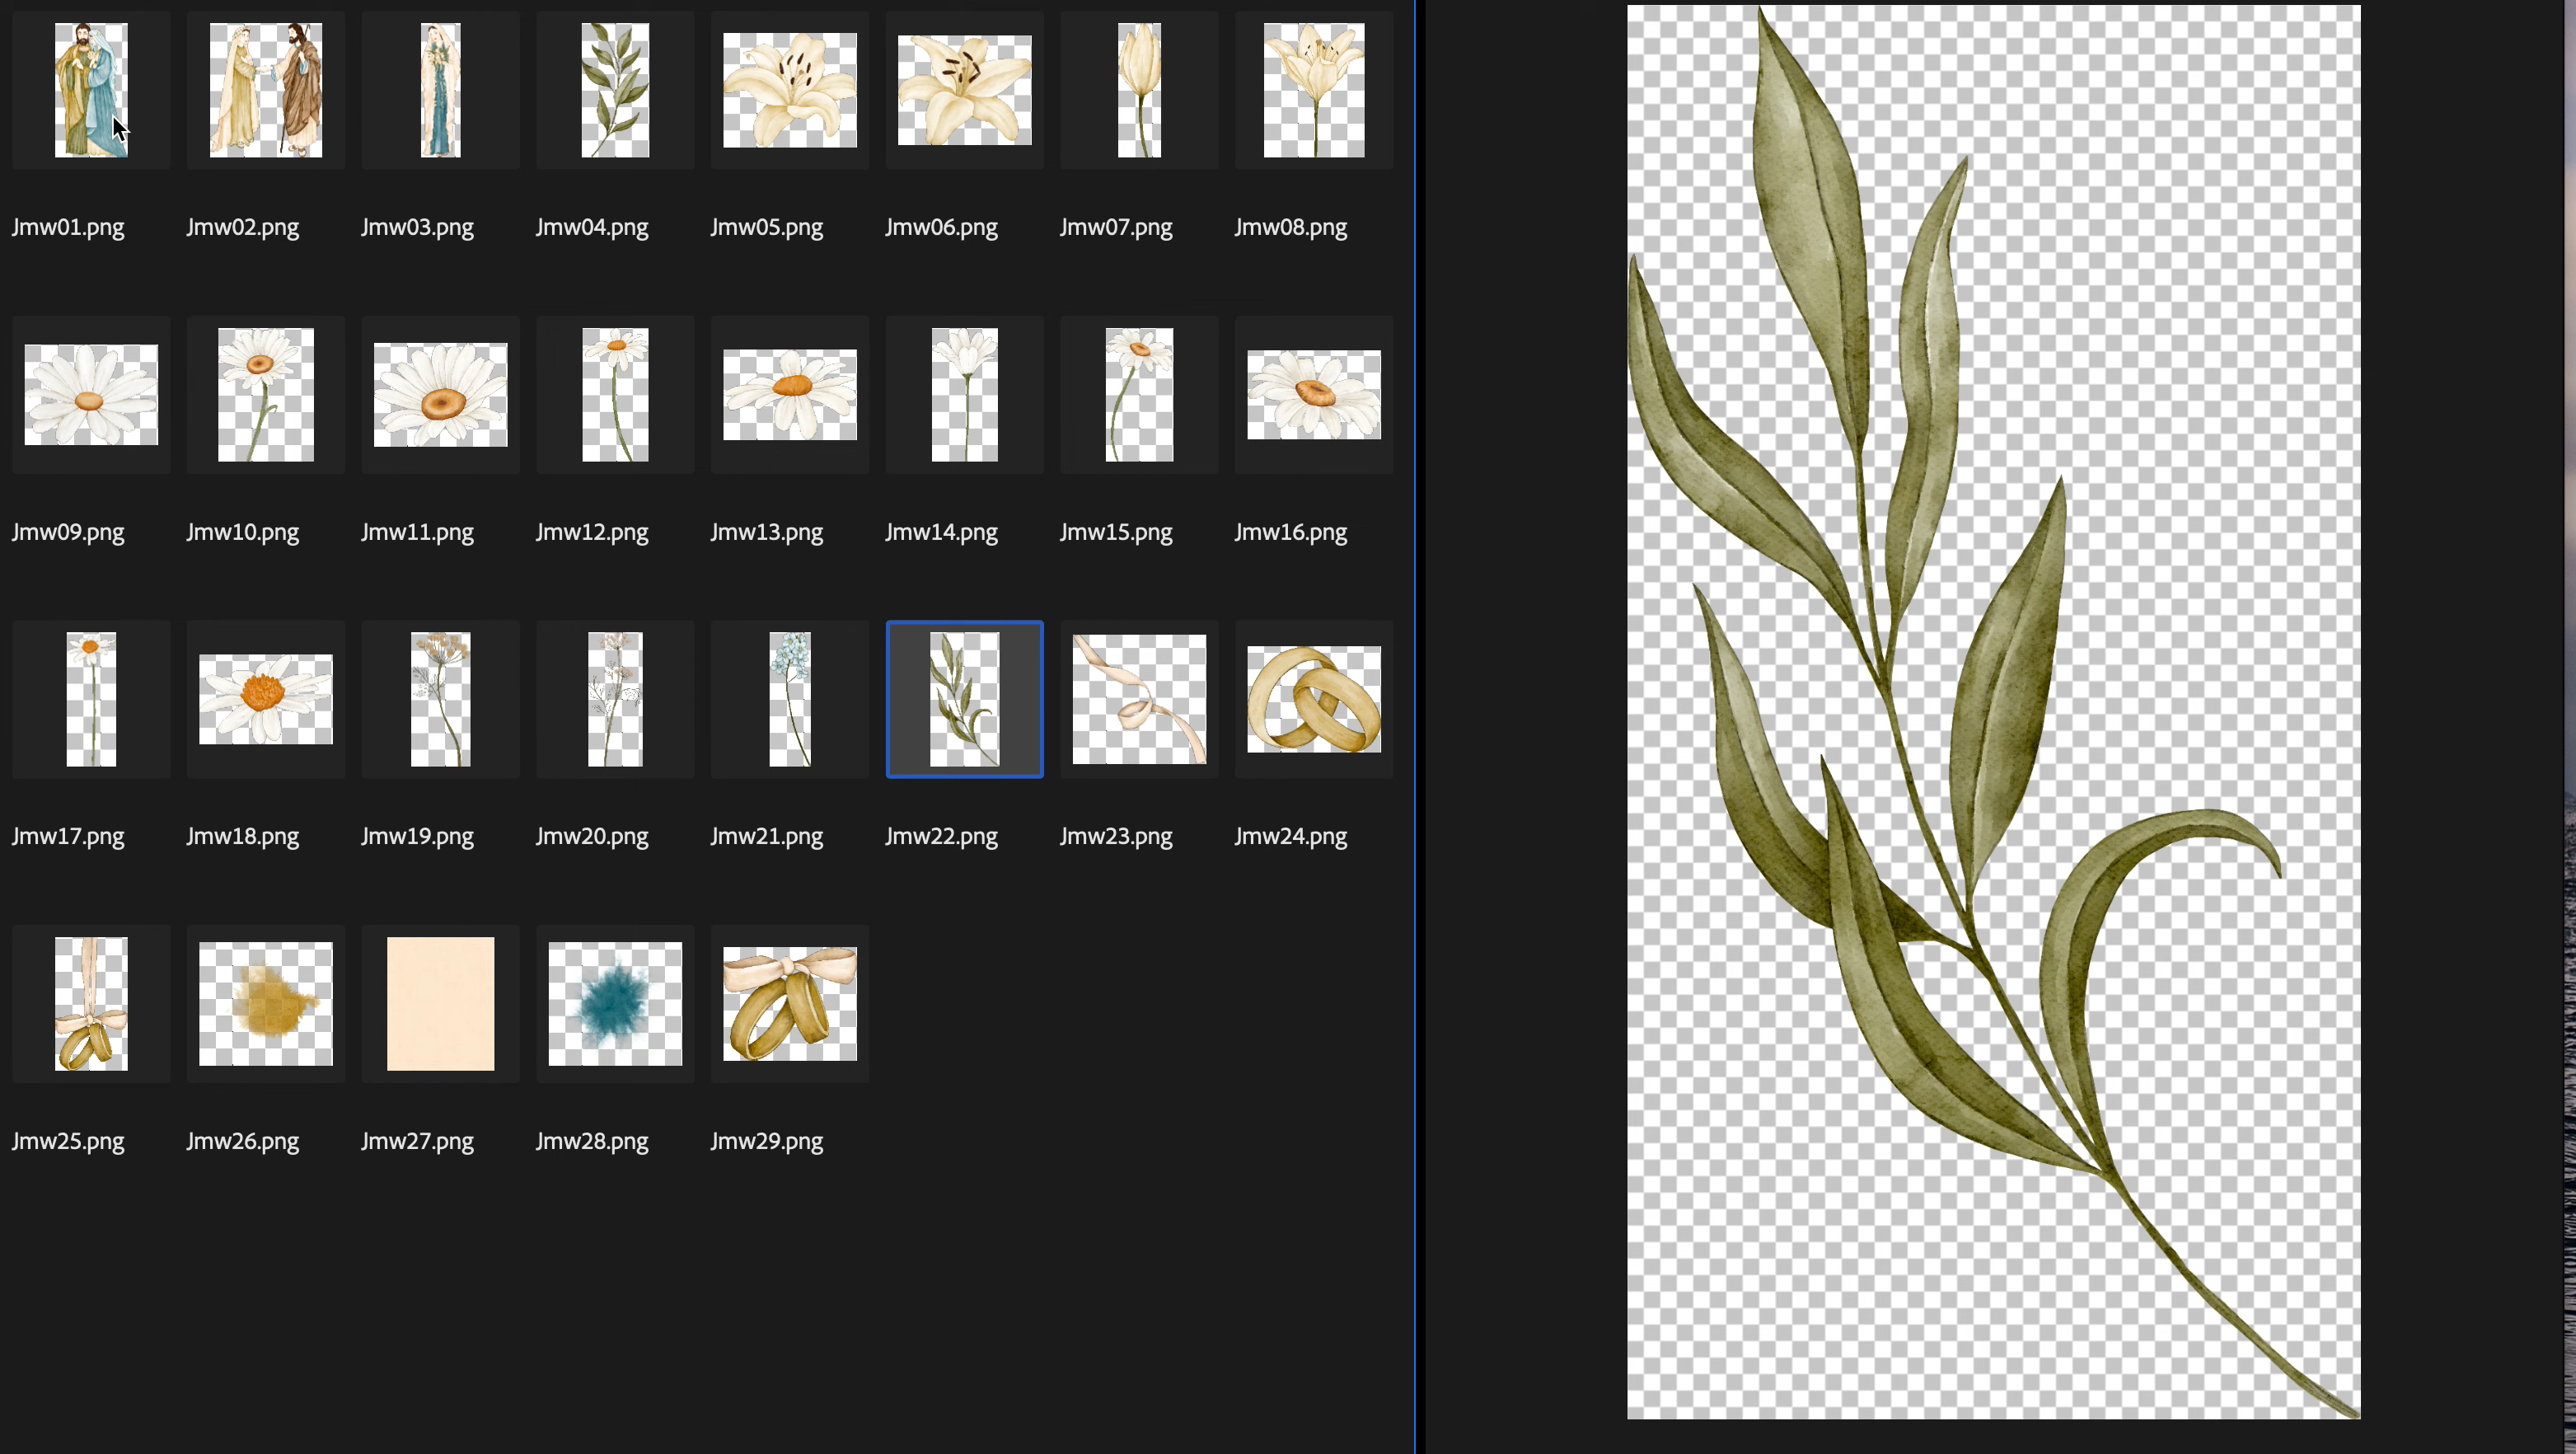 Jmw01.png Jmw02.png Jmw03.png Jmw04.png Jmw05.png Jmw06.png Jmw07.png Jmw08.png
Jmw09.png Jmw10.png Jmw11.png Jmw12.png Jmw13.png Jmw14.png Jmw15.png Jmw16.png
Jmw17.png Jmw18.png Jmw19.png Jmw20.png Jmw21.png Jmw22.png Jmw23.png Jmw24.png
Jmw25.png Jmw26.png Jmw27.png Jmw28.png Jmw29.png